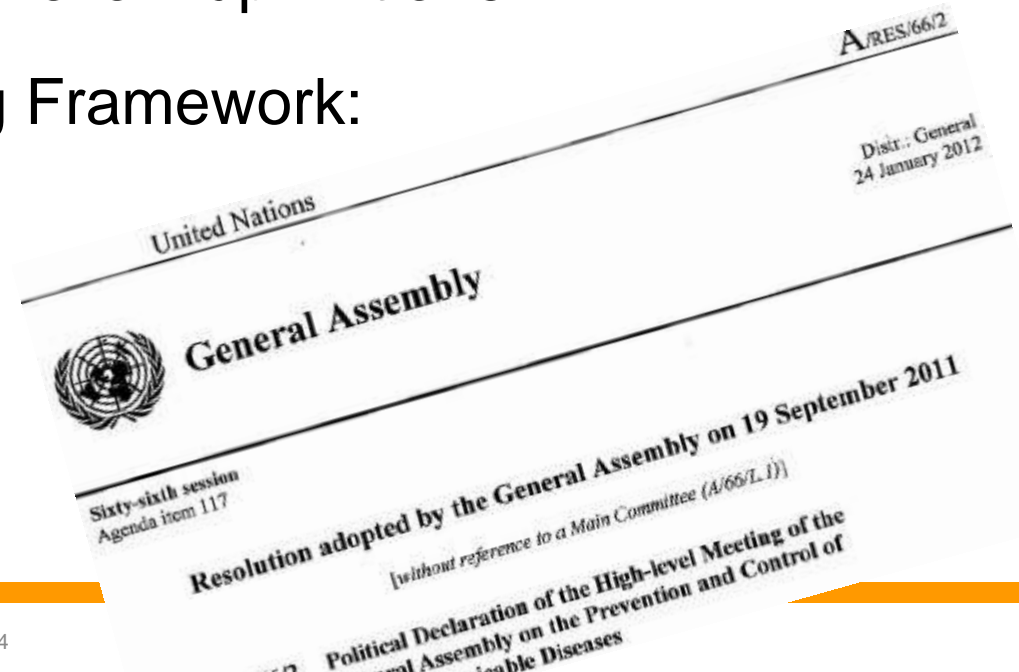 g Framework:
A/RES/66/2
Distr.: General
24 January 2012
United Nations
General Assembly
Sixty-sixth session
Agenda item 117
Resolution adopted by the General Assembly on 19 September 2011
[without reference to a Main Committee (A/66/L.1)]
Political Declaration of the High-level Meeting of the
Assembly on the Prevention and Control of
Diseases
4